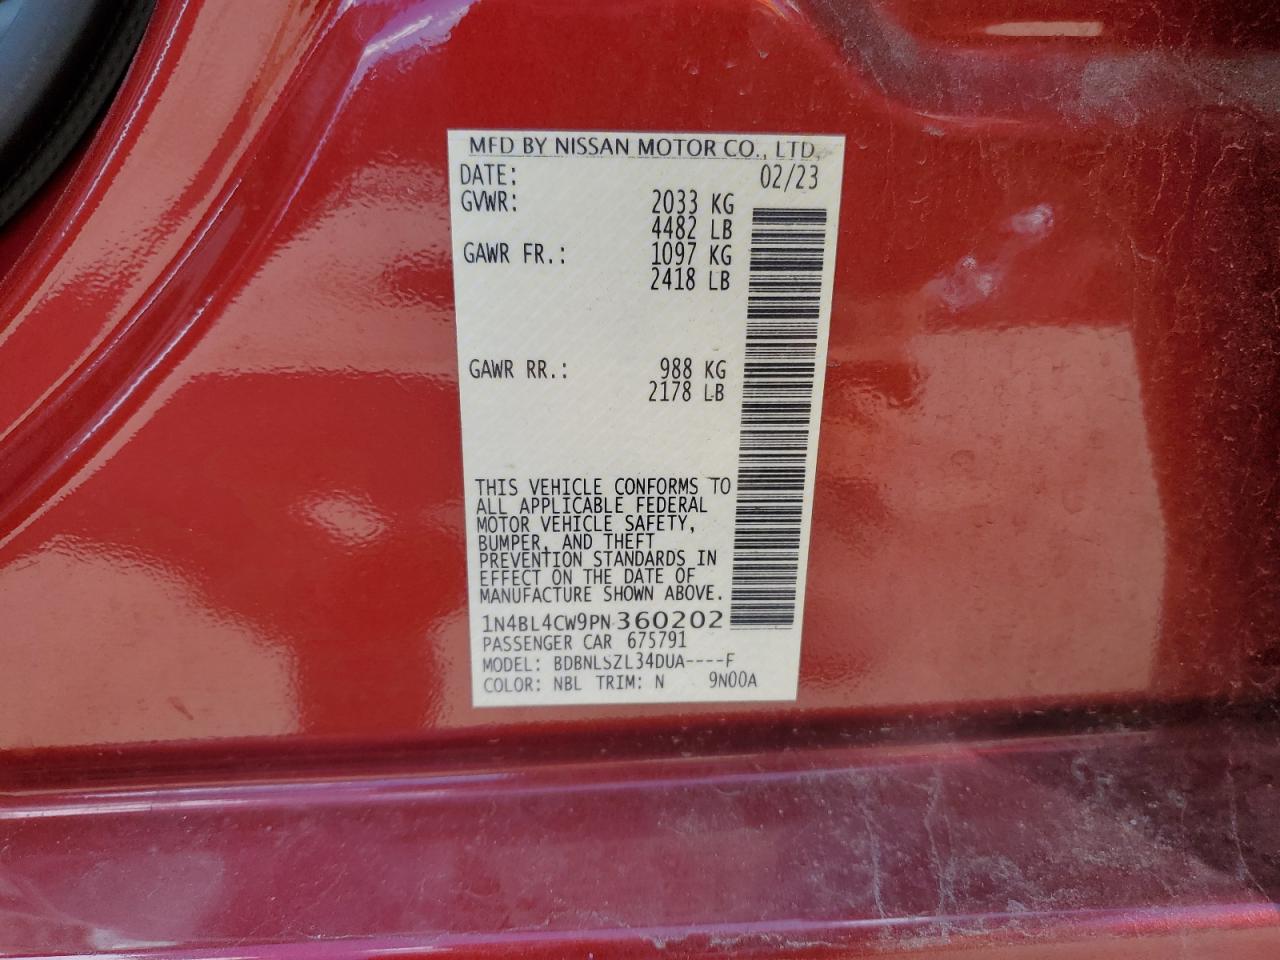 MFD BY NISSAN MOTOR CO., LTD.
DATE: 02/23
GVWR: 2033 KG
4482 LB
GAWR FR.: 1097 KG
2418 LB
GAWR RR.: 988 KG
2178 LB
THIS VEHICLE CONFORMS TO
ALL APPLICABLE FEDERAL
MOTOR VEHICLE SAFETY,
BUMPER, AND THEFT
PREVENTION STANDARDS IN
EFFECT ON THE DATE OF
MANUFACTURE SHOWN ABOVE.
1N4BL4CW9PN360202
PASSENGER CAR 675791
MODEL: BDBNLSZL34DUA----F
COLOR: NBL TRIM: N 9N00A